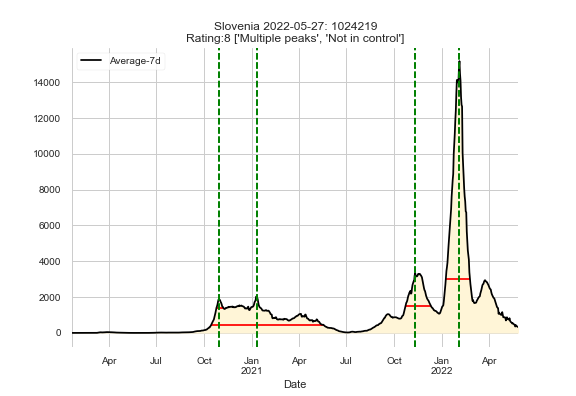 Slovenia 2022-05-27: 1024219
Rating:8 ['Multiple peaks', 'Not in control']
Average-7d
14000
12000
10000
8000
6000
4000
2000
0
Apr Jul Oct Jan Apr Jul Oct Jan Apr
2021 2022
Date